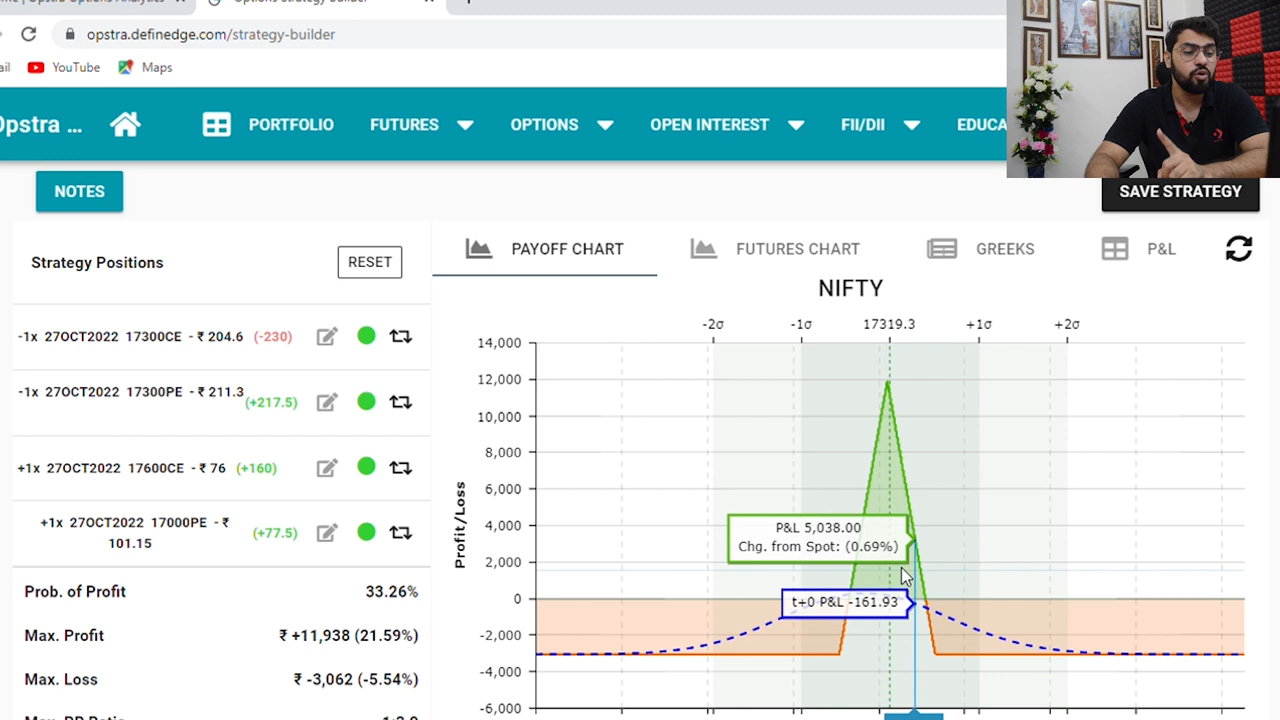 Options Strategy Builder
opstra.definedge.com/strategy-builder
ail YouTube Maps
Opstra ... PORTFOLIO FUTURES OPTIONS OPEN INTEREST FII/DII EDUCA
NOTES
SAVE STRATEGY
Strategy Positions RESET
PAYOFF CHART FUTURES CHART GREEKS P&L
NIFTY
-2σ -1σ 17319.3 +1σ +2σ
-1x 27OCT2022 17300CE - ₹ 204.6 (-230)
-1x 27OCT2022 17300PE - ₹ 211.3 (+217.5)
+1x 27OCT2022 17600CE - ₹ 76 (+160)
+1x 27OCT2022 17000PE - ₹
101.15 (+77.5)
Prob. of Profit 33.26%
Max. Profit ₹ +11,938 (21.59%)
Max. Loss ₹ -3,062 (-5.54%)
Profit/Loss
14,000
12,000
10,000
8,000
6,000
4,000
2,000
0
-2,000
-4,000
-6,000
P&L 5,038.00
Chg. from Spot: (0.69%)
t+0 P&L -161.93